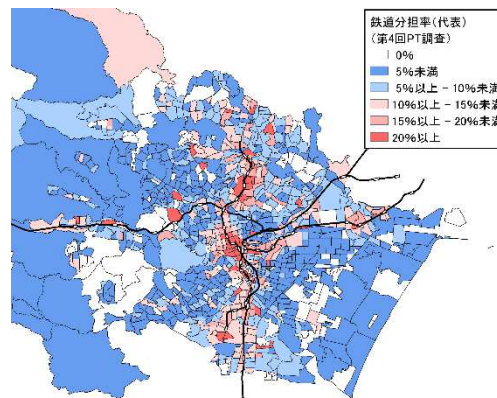 鉄道分担率(代表)
(第4回PT調査)
0%
5%未満
5%以上 - 10%未満
10%以上 - 15%未満
15%以上 - 20%未満
20%以上